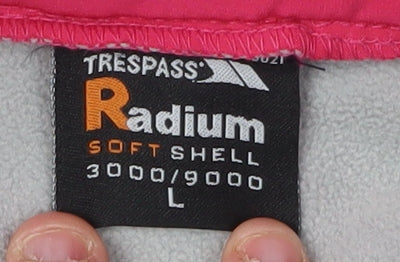 TRESPASS
Radium
SOFT SHELL
3000/9000
L